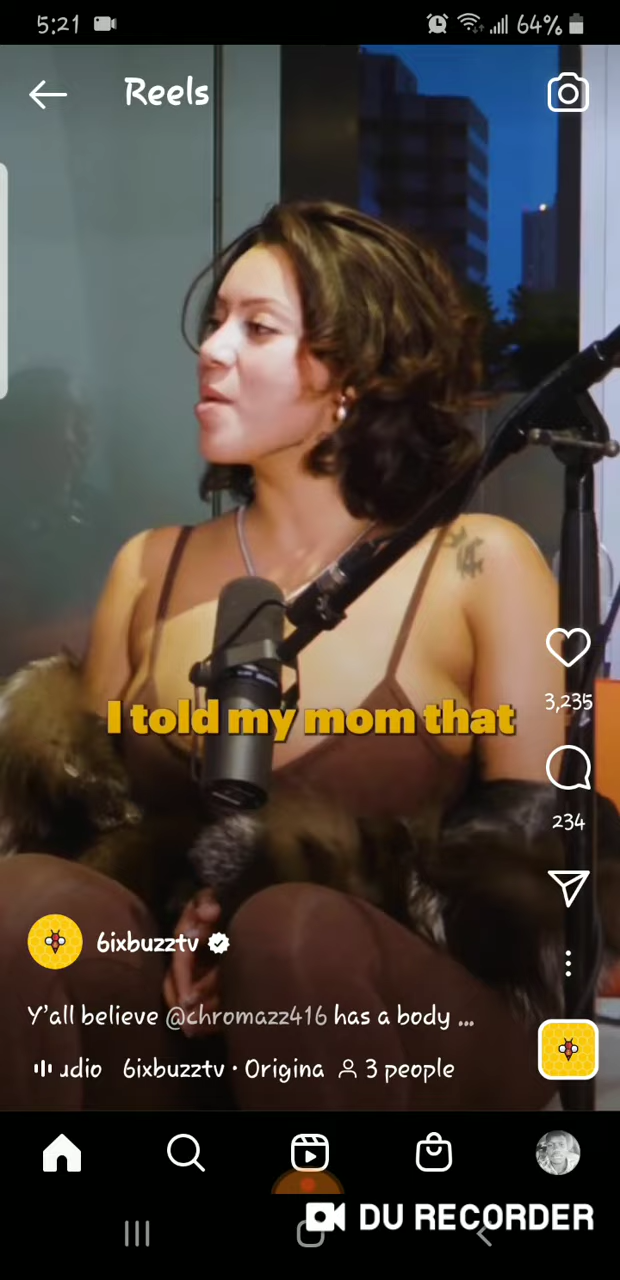 5:21
64%
Reels
I told my mom that
3,235
234
6ixbuzztv
Y'all believe @chromazz416 has a body ...
udio 6ixbuzztv • Origina 3 people
DU RECORDER